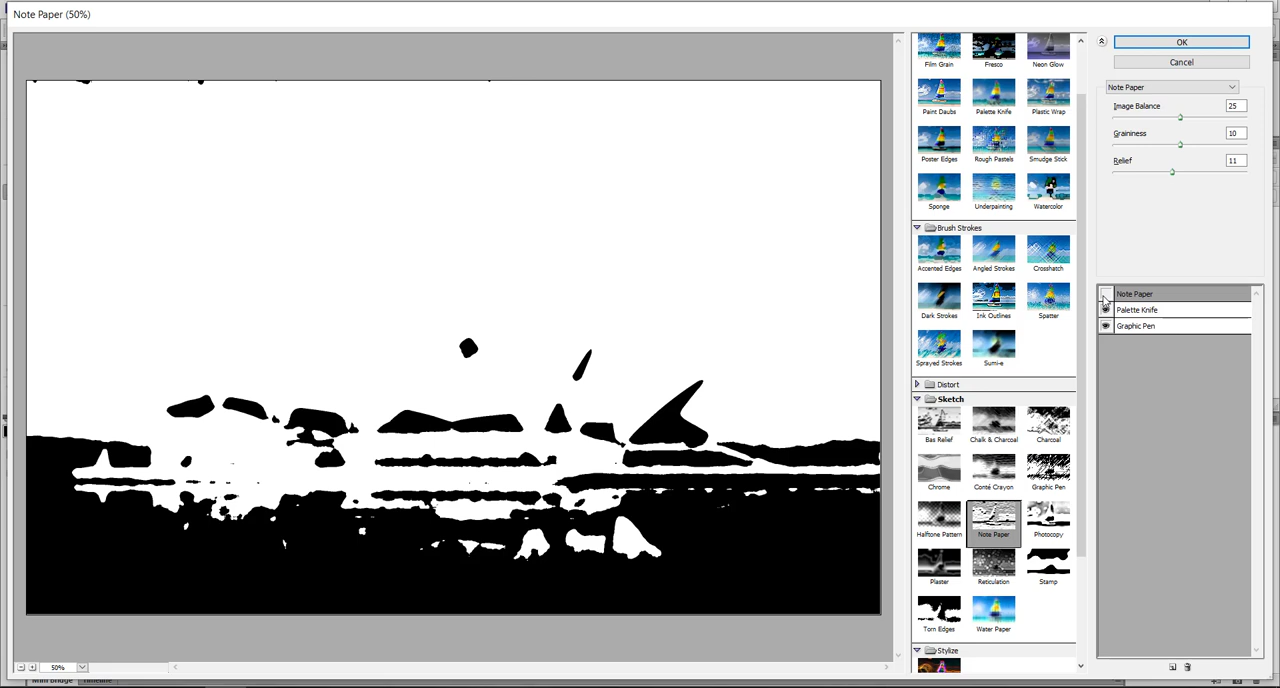 Note Paper (50%)
OK
Cancel
Note Paper
Image Balance 25
Graininess 10
Relief 11
Film Grain Fresco Neon Glow
Paint Daubs Palette Knife Plastic Wrap
Poster Edges Rough Pastels Smudge Stick
Sponge Underpainting Watercolor
Brush Strokes
Accented Edges Angled Strokes Crosshatch
Dark Strokes Ink Outlines Spatter
Sprayed Strokes Sumi-e
Distort
Sketch
Bas Relief Chalk & Charcoal Charcoal
Chrome Conté Crayon Graphic Pen
Halftone Pattern Note Paper Photocopy
Plaster Reticulation Stamp
Torn Edges Water Paper
Stylize
Note Paper
Palette Knife
Graphic Pen
50%
Mini Bridge Timeline